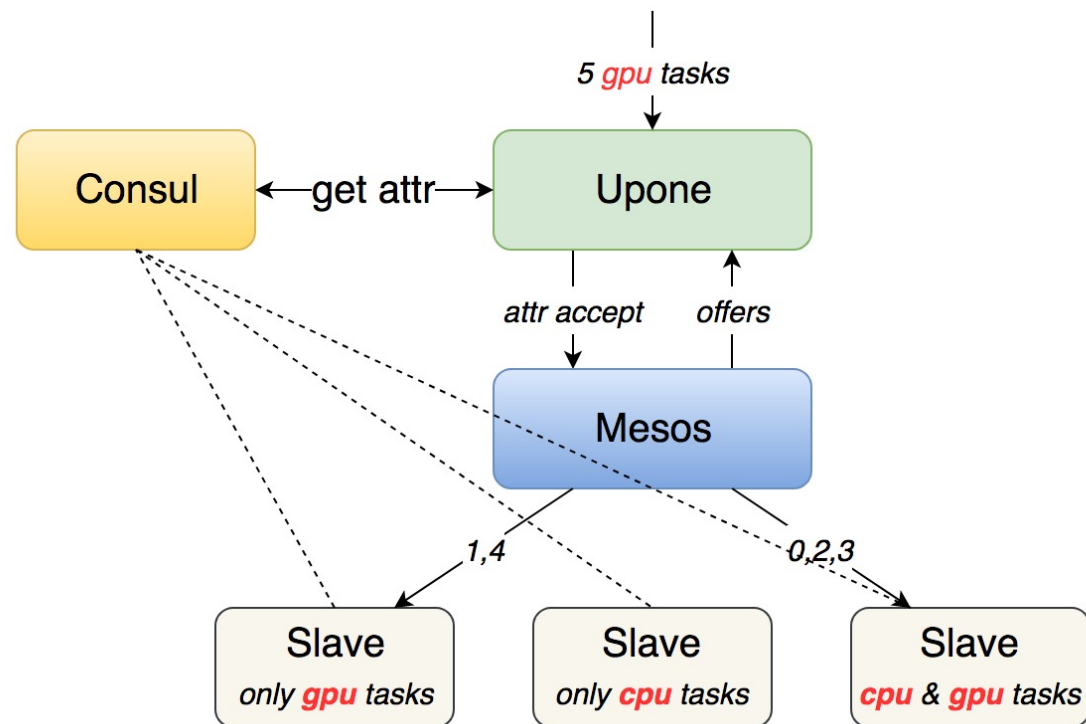 5 gpu tasks
Consul
get attr
Upone
attr accept
offers
Mesos
1,4
0,2,3
Slave
only gpu tasks
Slave
only cpu tasks
Slave
cpu & gpu tasks